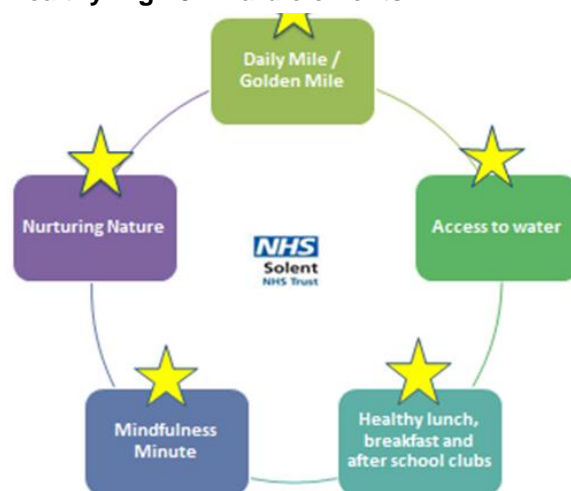 Daily Mile /
Golden Mile
Nurturing Nature
Access to water
NHS
Solent
NHS Trust
Mindfulness
Minute
Healthy lunch,
breakfast and
after school clubs